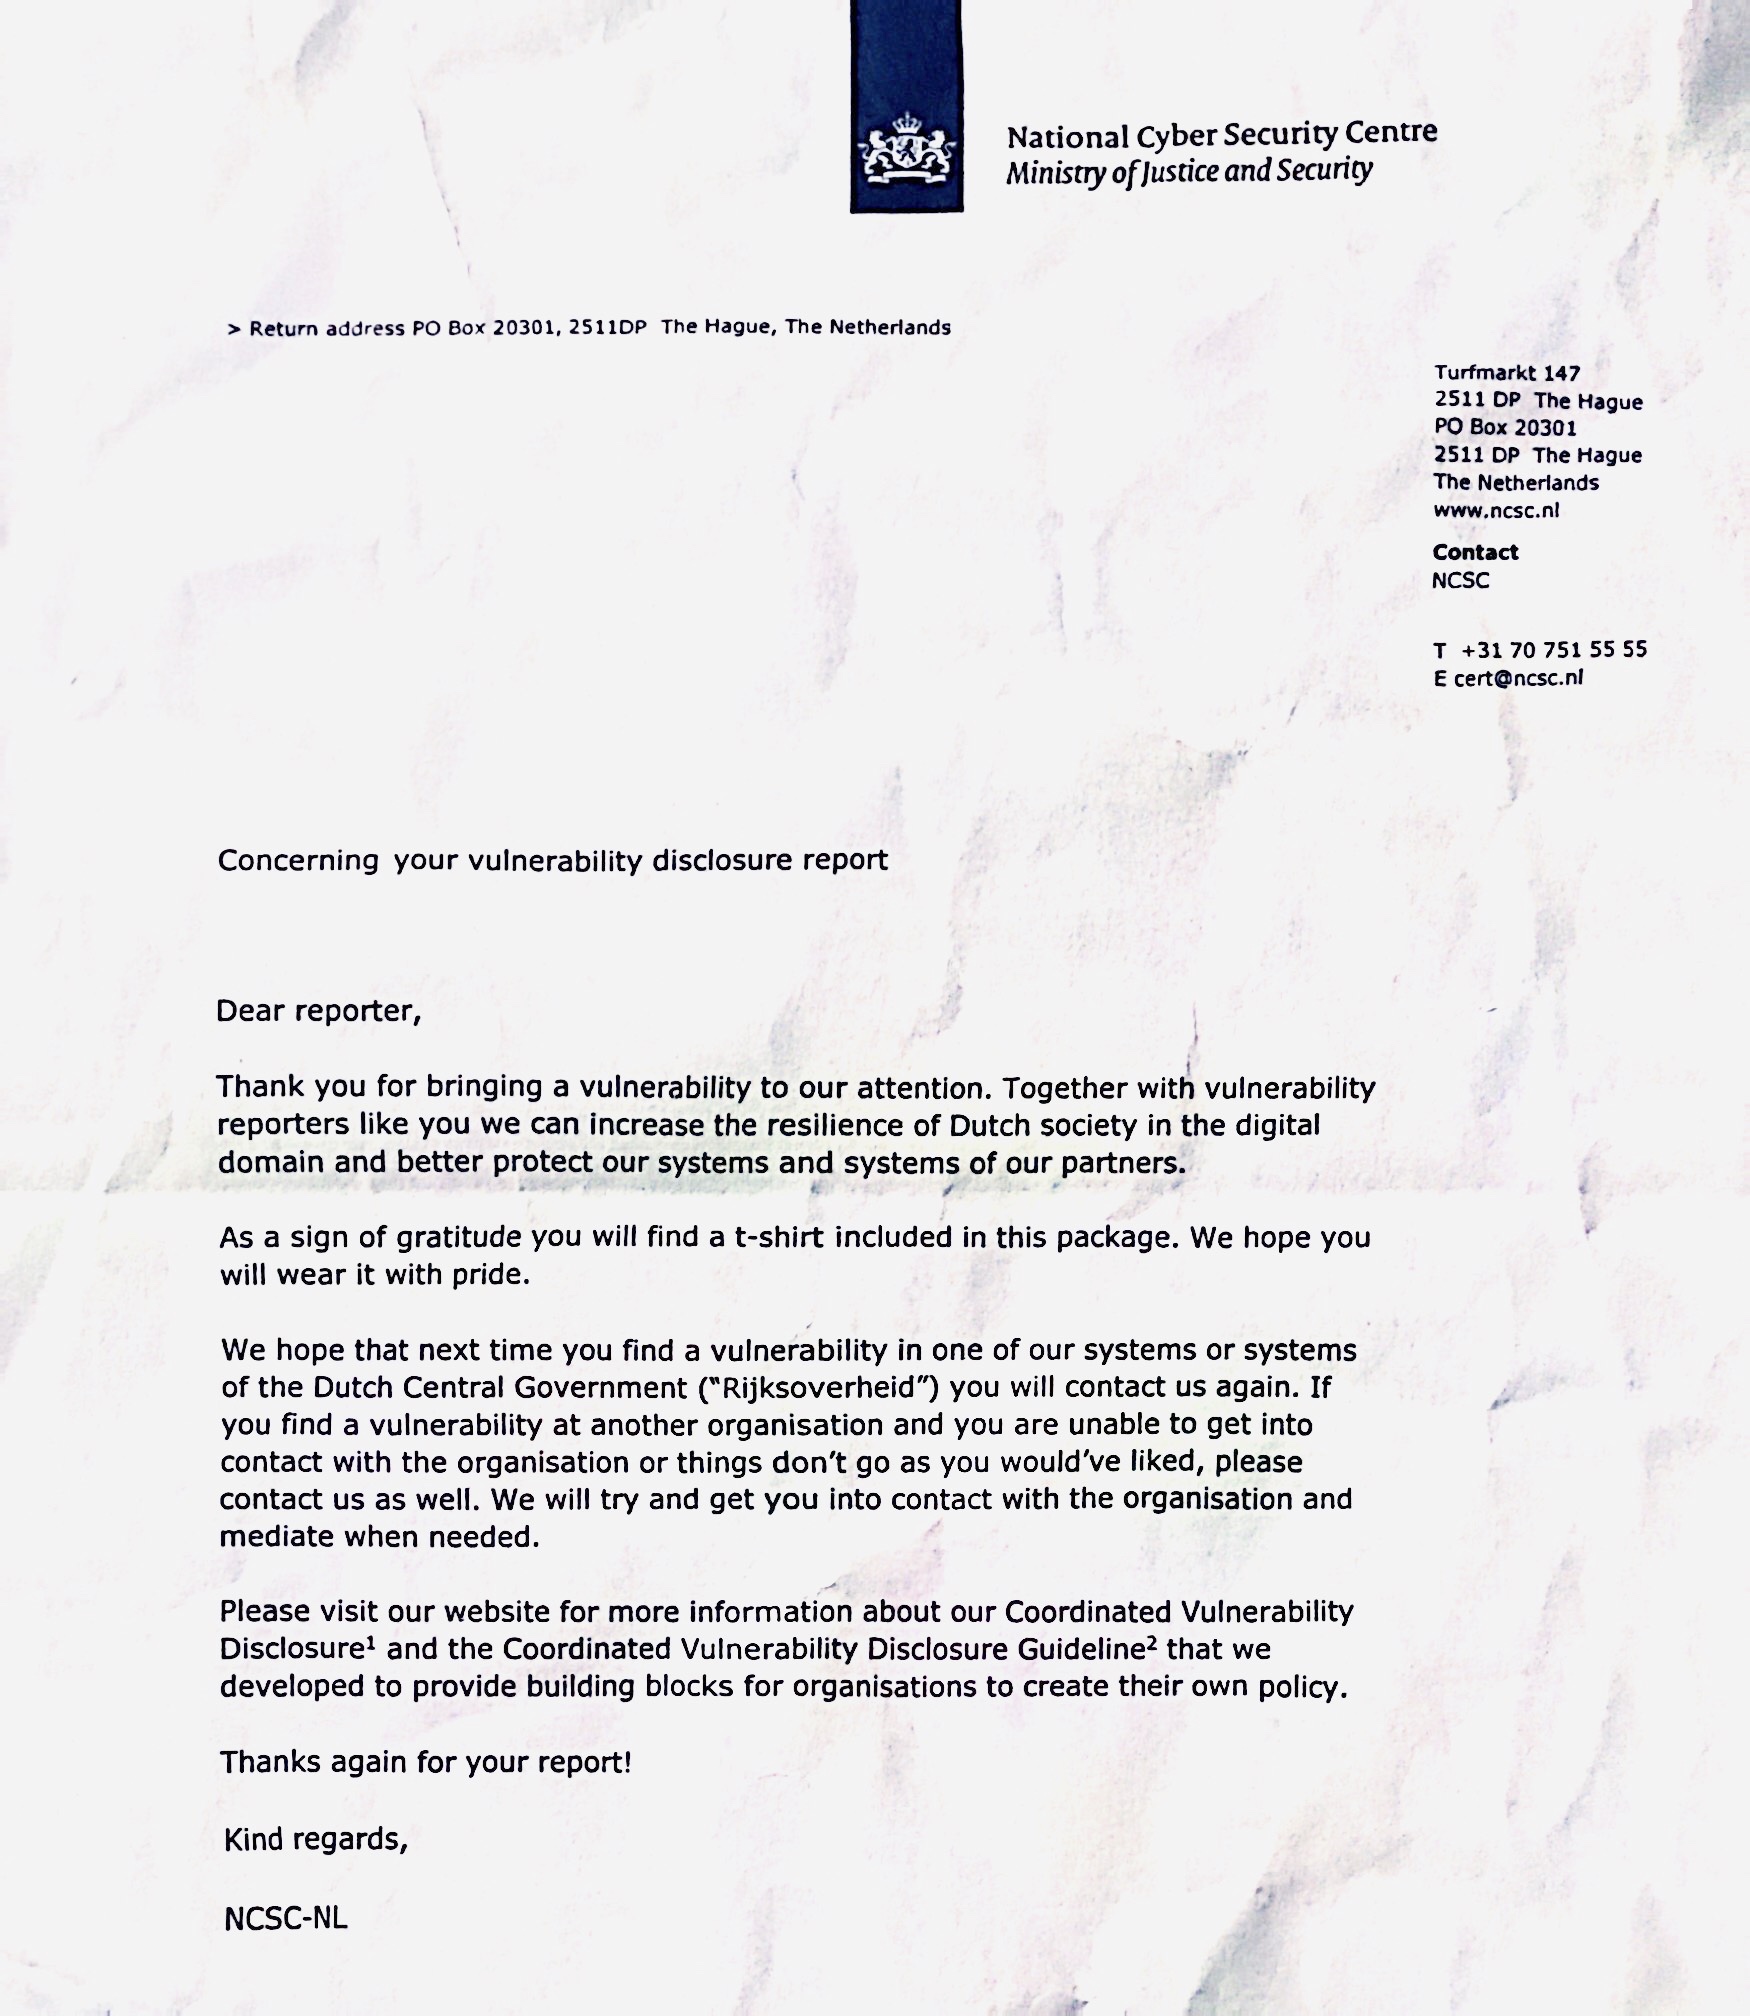 National Cyber Security Centre
Ministry of Justice and Security
> Return address PO Box 20301, 2511DP The Hague, The Netherlands
Turfmarkt 147
2511 DP The Hague
PO Box 20301
2511 DP The Hague
The Netherlands
www.ncsc.nl
Contact
NCSC
T +31 70 751 55 55
E cert@ncsc.nl
Concerning your vulnerability disclosure report
Dear reporter,
Thank you for bringing a vulnerability to our attention. Together with vulnerability
reporters like you we can increase the resilience of Dutch society in the digital
domain and better protect our systems and systems of our partners.
As a sign of gratitude you will find a t-shirt included in this package. We hope you
will wear it with pride.
We hope that next time you find a vulnerability in one of our systems or systems
of the Dutch Central Government (“Rijksoverheid”) you will contact us again. If
you find a vulnerability at another organisation and you are unable to get into
contact with the organisation or things don’t go as you would’ve liked, please
contact us as well. We will try and get you into contact with the organisation and
mediate when needed.
Please visit our website for more information about our Coordinated Vulnerability
Disclosure¹ and the Coordinated Vulnerability Disclosure Guideline² that we
developed to provide building blocks for organisations to create their own policy.
Thanks again for your report!
Kind regards,
NCSC-NL